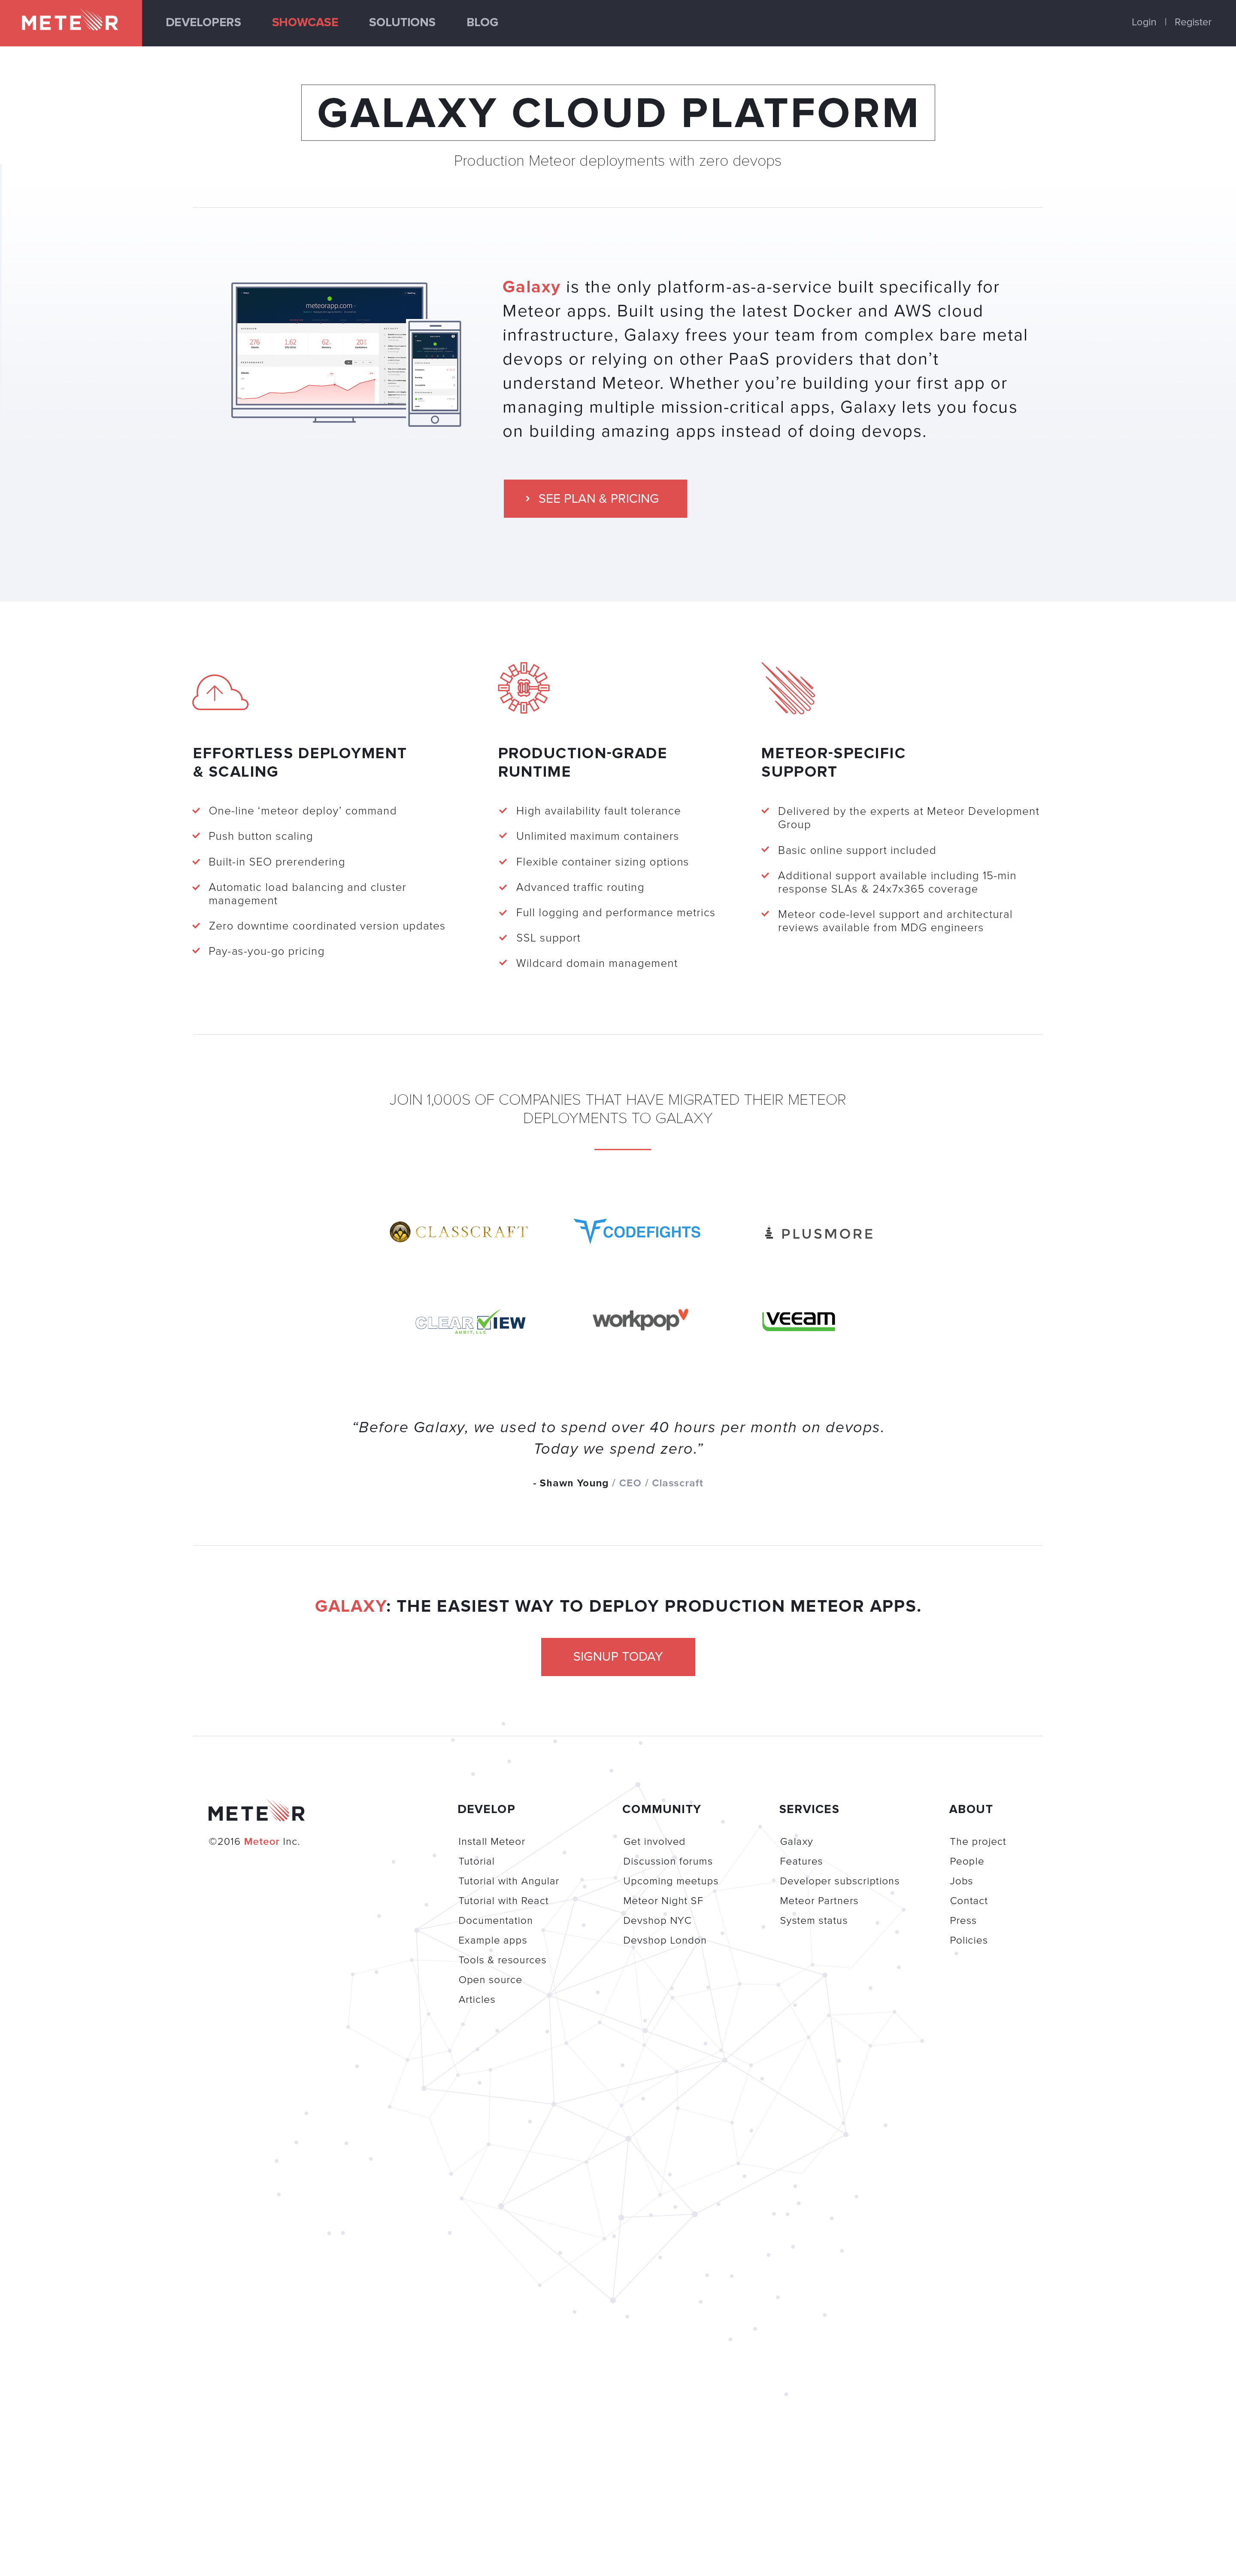 METEOR
DEVELOPERS
SHOWCASE
SOLUTIONS
BLOG
Login | Register
GALAXY CLOUD PLATFORM
Production Meteor deployments with zero devops
meteorapp.com
276
1.62
62
201
Galaxy is the only platform-as-a-service built specifically for
Meteor apps. Built using the latest Docker and AWS cloud
infrastructure, Galaxy frees your team from complex bare metal
devops or relying on other PaaS providers that don’t
understand Meteor. Whether you’re building your first app or
managing multiple mission-critical apps, Galaxy lets you focus
on building amazing apps instead of doing devops.
SEE PLAN & PRICING
EFFORTLESS DEPLOYMENT
& SCALING
One-line ‘meteor deploy’ command
Push button scaling
Built-in SEO prerendering
Automatic load balancing and cluster
management
Zero downtime coordinated version updates
Pay-as-you-go pricing
PRODUCTION-GRADE
RUNTIME
High availability fault tolerance
Unlimited maximum containers
Flexible container sizing options
Advanced traffic routing
Full logging and performance metrics
SSL support
Wildcard domain management
METEOR-SPECIFIC
SUPPORT
Delivered by the experts at Meteor Development
Group
Basic online support included
Additional support available including 15-min
response SLAs & 24x7x365 coverage
Meteor code-level support and architectural
reviews available from MDG engineers
JOIN 1,000S OF COMPANIES THAT HAVE MIGRATED THEIR METEOR
DEPLOYMENTS TO GALAXY
CLASSCRAFT
CODEFIGHTS
PLUSMORE
CLEARVIEW
AUDIT, LLC
workpop
veeam
“Before Galaxy, we used to spend over 40 hours per month on devops.
Today we spend zero.”
- Shawn Young / CEO / Classcraft
GALAXY: THE EASIEST WAY TO DEPLOY PRODUCTION METEOR APPS.
SIGNUP TODAY
METEOR
©2016 Meteor Inc.
DEVELOP
Install Meteor
Tutorial
Tutorial with Angular
Tutorial with React
Documentation
Example apps
Tools & resources
Open source
Articles
COMMUNITY
Get involved
Discussion forums
Upcoming meetups
Meteor Night SF
Devshop NYC
Devshop London
SERVICES
Galaxy
Features
Developer subscriptions
Meteor Partners
System status
ABOUT
The project
People
Jobs
Contact
Press
Policies